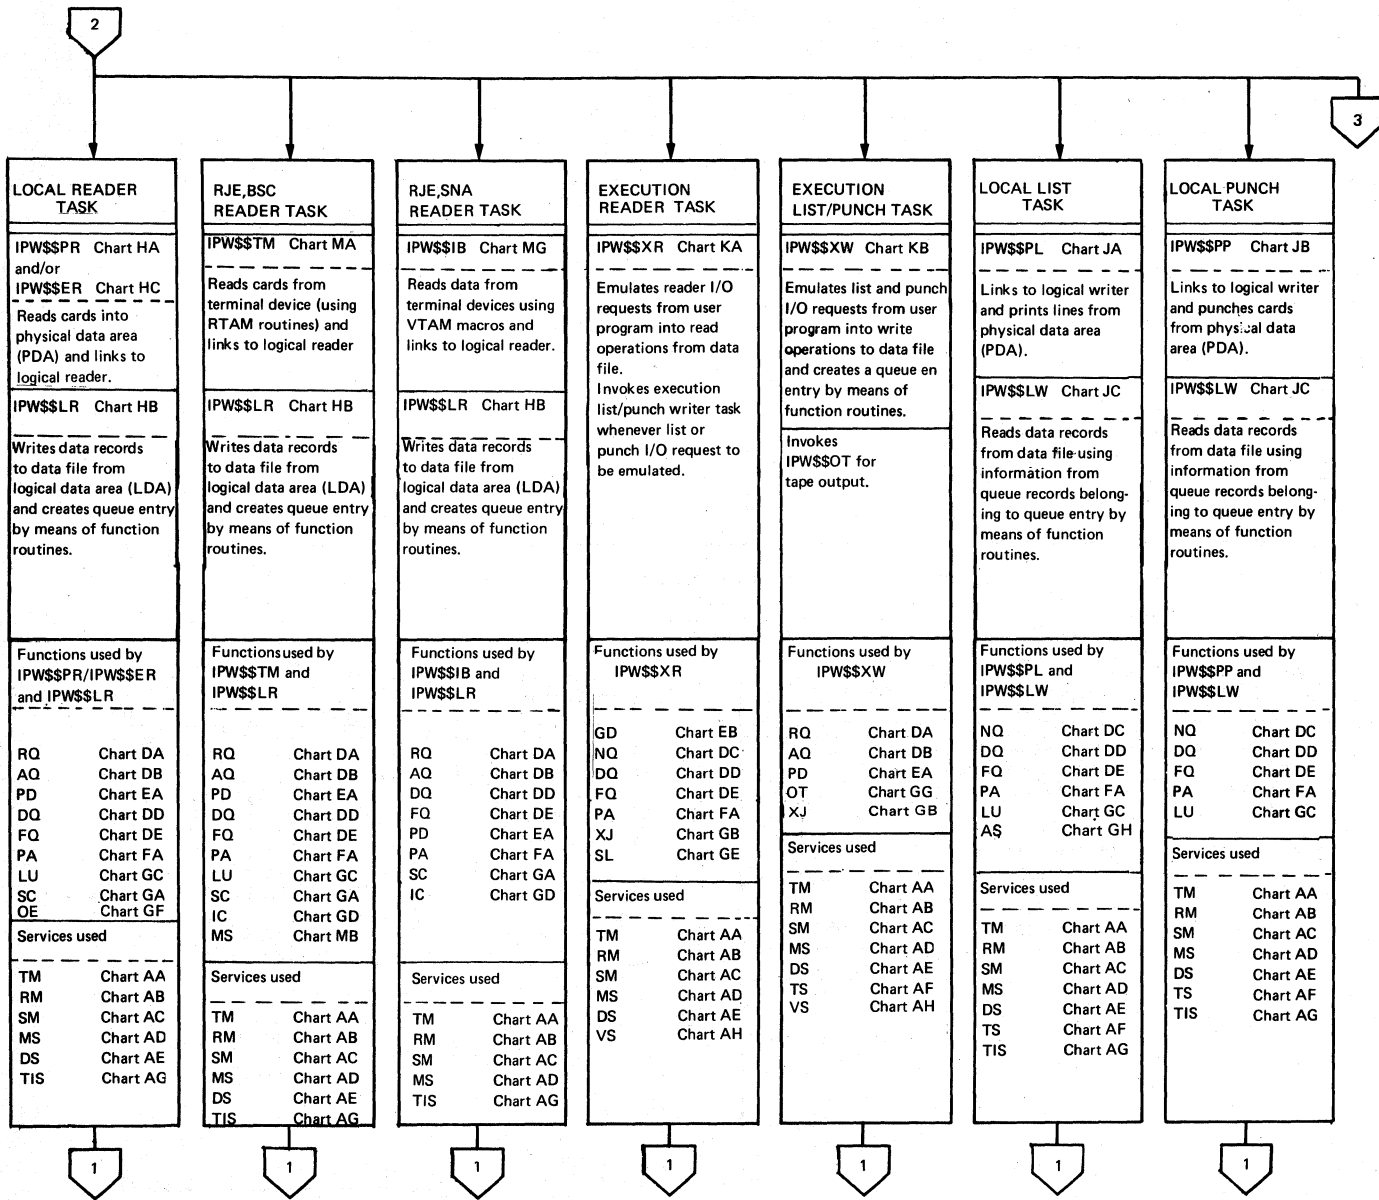 2
3
LOCAL READER
TASK
IPW$$PR Chart HA
and/or
IPW$$ER Chart HC
Reads cards into
physical data area
(PDA) and links to
logical reader.
IPW$$LR Chart HB
Writes data records
to data file from
logical data area (LDA)
and creates queue entry
by means of function
routines.
Functions used by
IPW$$PR/IPW$$ER
and IPW$$LR
RQ Chart DA
AQ Chart DB
PD Chart EA
DQ Chart DD
FQ Chart DE
PA Chart FA
LU Chart GC
SC Chart GA
OE Chart GF
Services used
TM Chart AA
RM Chart AB
SM Chart AC
MS Chart AD
DS Chart AE
TIS Chart AG
1
RJE,BSC
READER TASK
IPW$$TM Chart MA
Reads cards from
terminal device (using
RTAM routines) and
links to logical reader
IPW$$LR Chart HB
Writes data records
to data file from
logical data area (LDA)
and creates queue entry
by means of function
routines.
Functions used by
IPW$$TM and
IPW$$LR
RQ Chart DA
AQ Chart DB
PD Chart EA
DQ Chart DD
FQ Chart DE
PA Chart FA
LU Chart GC
SC Chart GA
IC Chart GD
MS Chart MB
Services used
TM Chart AA
RM Chart AB
SM Chart AC
MS Chart AD
DS Chart AE
TIS Chart AG
1
RJE,SNA
READER TASK
IPW$$IB Chart MG
Reads data from
terminal devices using
VTAM macros and
links to logical reader.
IPW$$LR Chart HB
Writes data records
to data file from
logical data area (LDA)
and creates queue entry
by means of function
routines.
Functions used by
IPW$$IB and
IPW$$LR
RQ Chart DA
AQ Chart DB
DQ Chart DD
FQ Chart DE
PD Chart EA
PA Chart FA
SC Chart GA
IC Chart GD
Services used
TM Chart AA
RM Chart AB
SM Chart AC
MS Chart AD
TIS Chart AG
1
EXECUTION
READER TASK
IPW$$XR Chart KA
Emulates reader I/O
requests from user
program into read
operations from data
file.
Invokes execution
list/punch writer task
whenever list or
punch I/O request to
be emulated.
Functions used by
IPW$$XR
GD Chart EB
NQ Chart DC
DQ Chart DD
FQ Chart DE
PA Chart FA
XJ Chart GB
SL Chart GE
Services used
TM Chart AA
RM Chart AB
SM Chart AC
MS Chart AD
DS Chart AE
VS Chart AH
1
EXECUTION
LIST/PUNCH TASK
IPW$$XW Chart KB
Emulates list and punch
I/O requests from user
program into write
operations to data file
and creates a queue en
entry by means of
function routines.
Invokes
IPW$$OT for
tape output.
Functions used by
IPW$$XW
RQ Chart DA
AQ Chart DB
PD Chart EA
OT Chart GG
XJ Chart GB
Services used
TM Chart AA
RM Chart AB
SM Chart AC
MS Chart AD
DS Chart AE
TS Chart AF
VS Chart AH
1
LOCAL LIST
TASK
IPW$$PL Chart JA
Links to logical writer
and prints lines from
physical data area
(PDA).
IPW$$LW Chart JC
Reads data records
from data file using
information from
queue records belong-
ing to queue entry by
means of function
routines.
Functions used by
IPW$$PL and
IPW$$LW
NQ Chart DC
DQ Chart DD
FQ Chart DE
PA Chart FA
LU Chart GC
AS Chart GH
Services used
TM Chart AA
RM Chart AB
SM Chart AC
MS Chart AD
DS Chart AE
TS Chart AF
TIS Chart AG
1
LOCAL PUNCH
TASK
IPW$$PP Chart JB
Links to logical writer
and punches cards
from physical data
area (PDA).
IPW$$LW Chart JC
Reads data records
from data file using
information from
queue records belong-
ing to queue entry by
means of function
routines.
Functions used by
IPW$$PP and
IPW$$LW
NQ Chart DC
DQ Chart DD
FQ Chart DE
PA Chart FA
LU Chart GC
Services used
TM Chart AA
RM Chart AB
SM Chart AC
MS Chart AD
DS Chart AE
TS Chart AF
TIS Chart AG
1